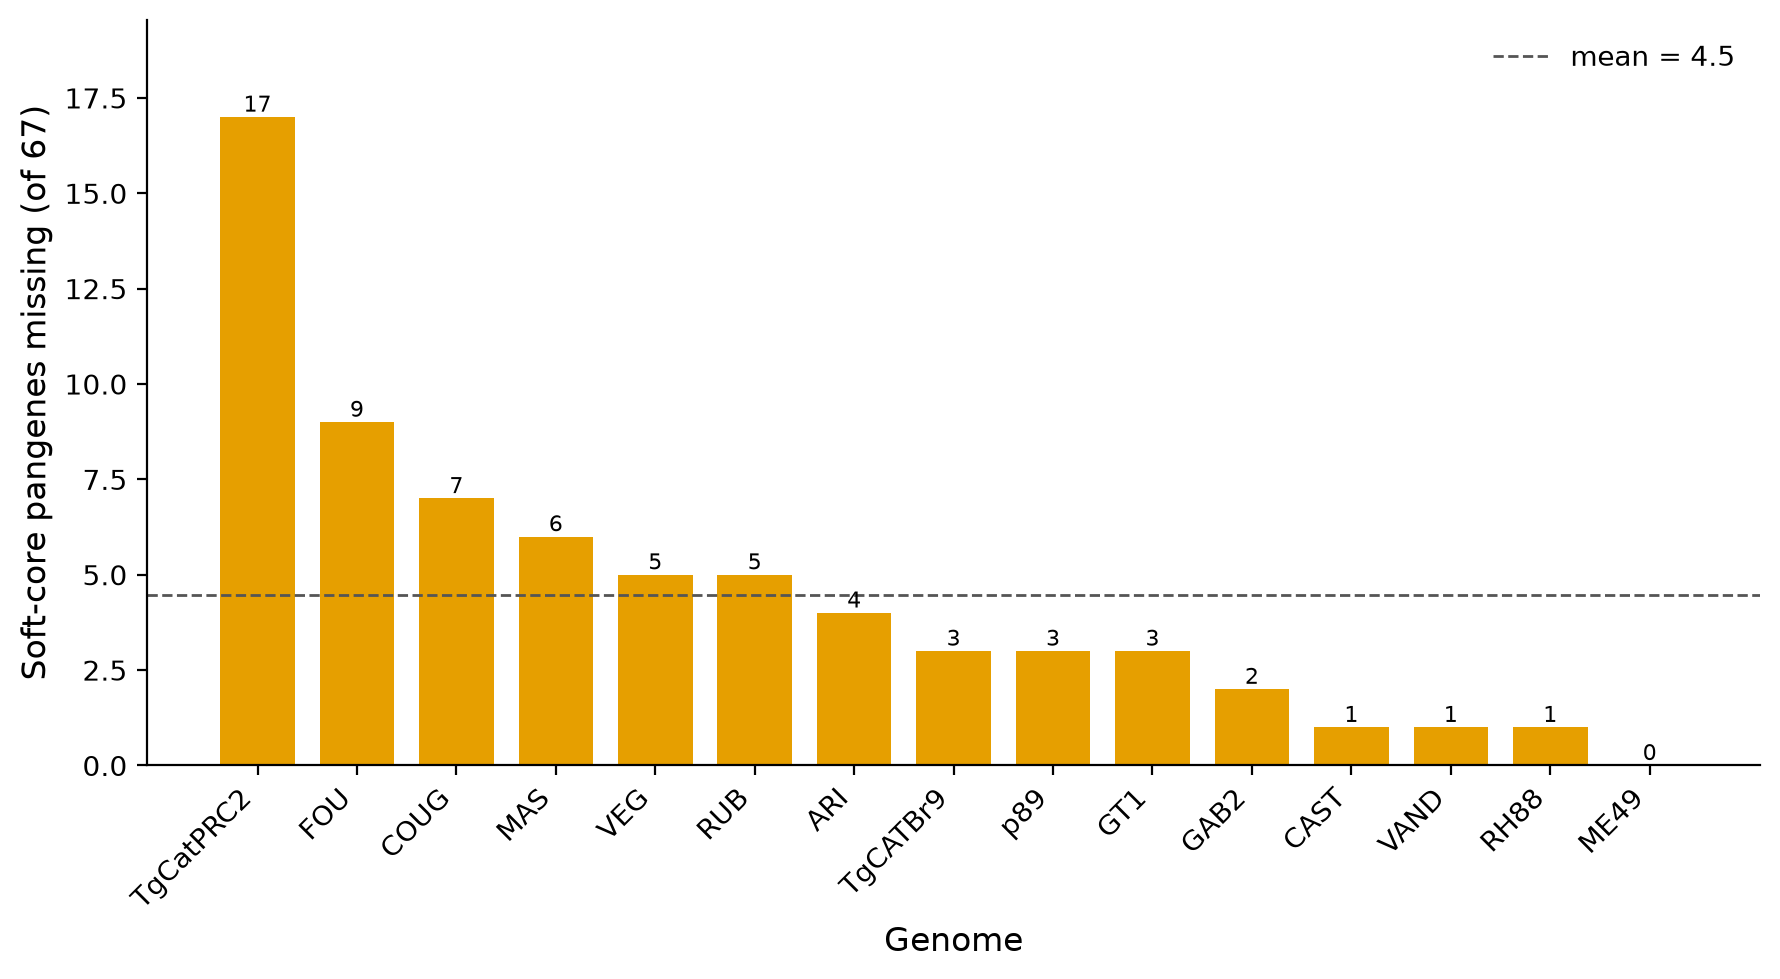 mean = 4.5
Soft-core pangenes missing (of 67)
17.5
15.0
12.5
10.0
7.5
5.0
2.5
0.0
17
9
7
6
5
5
4
3
3
3
2
1
1
1
0
TgCatPRC2
FOU
COUG
MAS
VEG
RUB
ARI
TgCATBr9
p89
GT1
GAB2
CAST
VAND
RH88
ME49
Genome